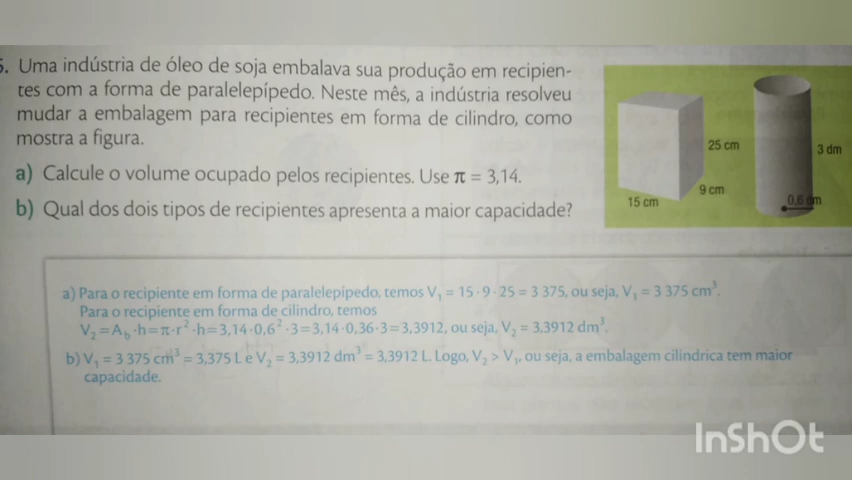 5. Uma indústria de óleo de soja embalava sua produção em recipien-
tes com a forma de paralelepípedo. Neste mês, a indústria resolveu
mudar a embalagem para recipientes em forma de cilindro, como
mostra a figura.
a) Calcule o volume ocupado pelos recipientes. Use π = 3,14.
b) Qual dos dois tipos de recipientes apresenta a maior capacidade?
25 cm
9 cm
15 cm
3 dm
0,6 dm
a) Para o recipiente em forma de paralelepípedo, temos V₁ = 15 · 9 · 25 = 3 375, ou seja, V₁ = 3 375 cm³.
Para o recipiente em forma de cilindro, temos
V₂ = A_b · h = π · r² · h = 3,14 · 0,6² · 3 = 3,14 · 0,36 · 3 = 3,3912, ou seja, V₂ = 3,3912 dm³.
b) V₁ = 3 375 cm³ = 3,375 L e V₂ = 3,3912 dm³ = 3,3912 L. Logo, V₂ > V₁, ou seja, a embalagem cilíndrica tem maior
capacidade.
InShOt